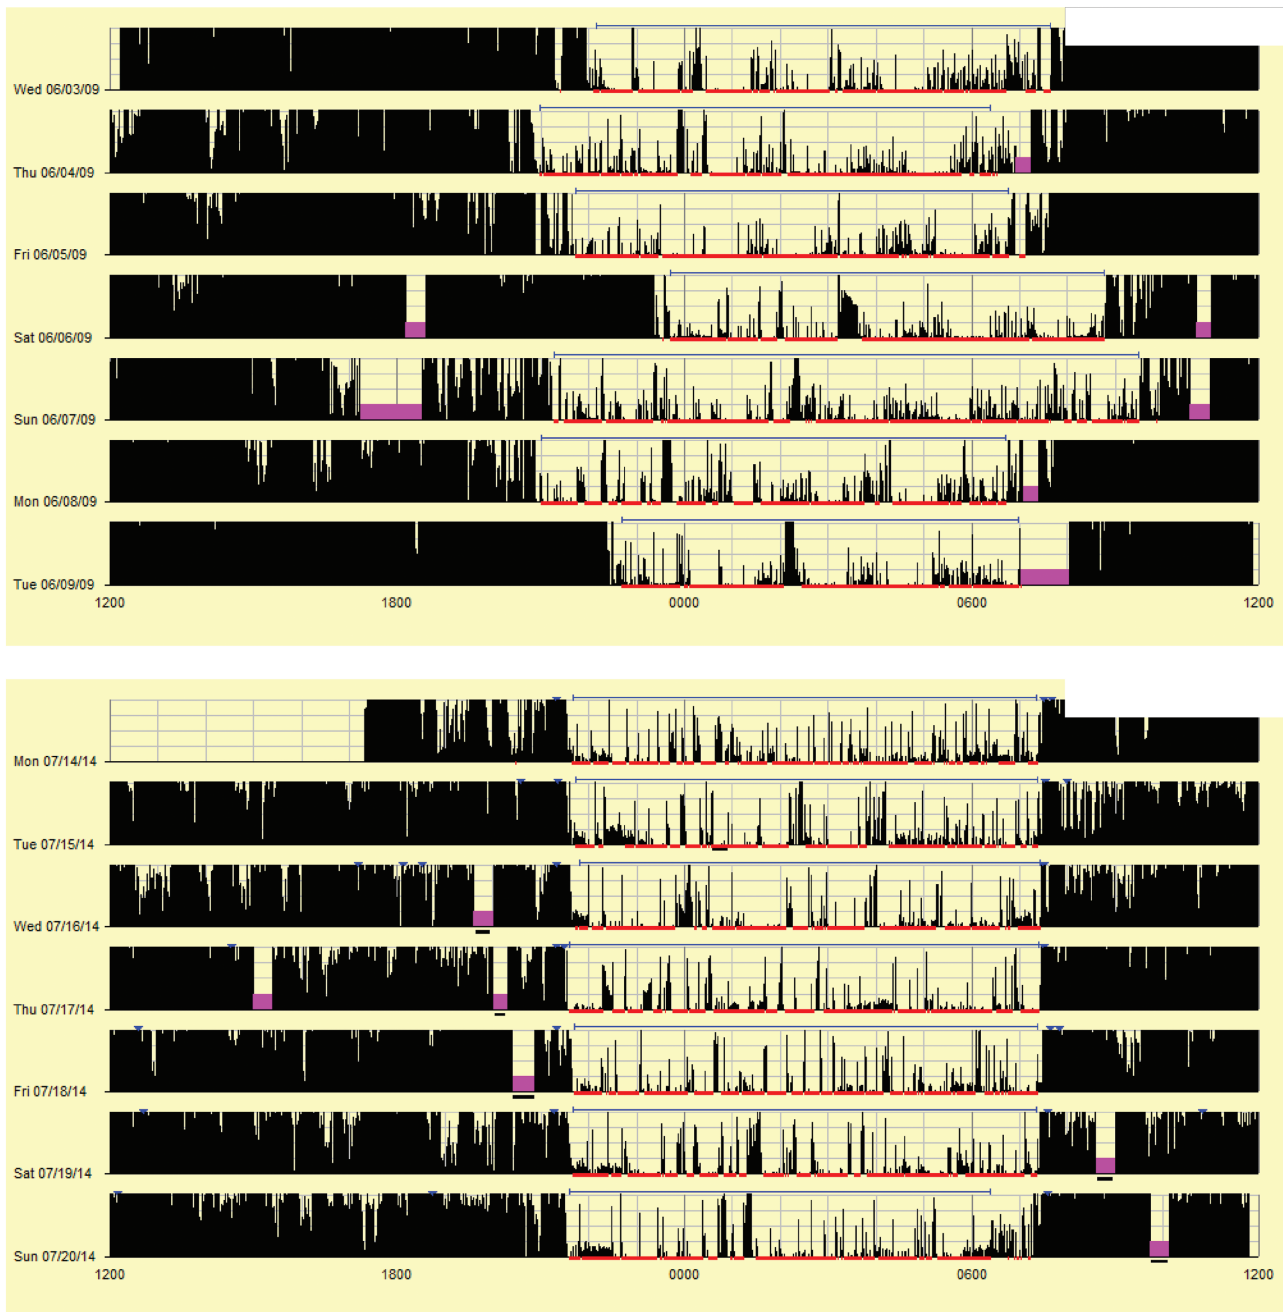 Wed 06/03/09
Thu 06/04/09
Fri 06/05/09
Sat 06/06/09
Sun 06/07/09
Mon 06/08/09
Tue 06/09/09
1200 1800 0000 0600 1200
Mon 07/14/14
Tue 07/15/14
Wed 07/16/14
Thu 07/17/14
Fri 07/18/14
Sat 07/19/14
Sun 07/20/14
1200 1800 0000 0600 1200